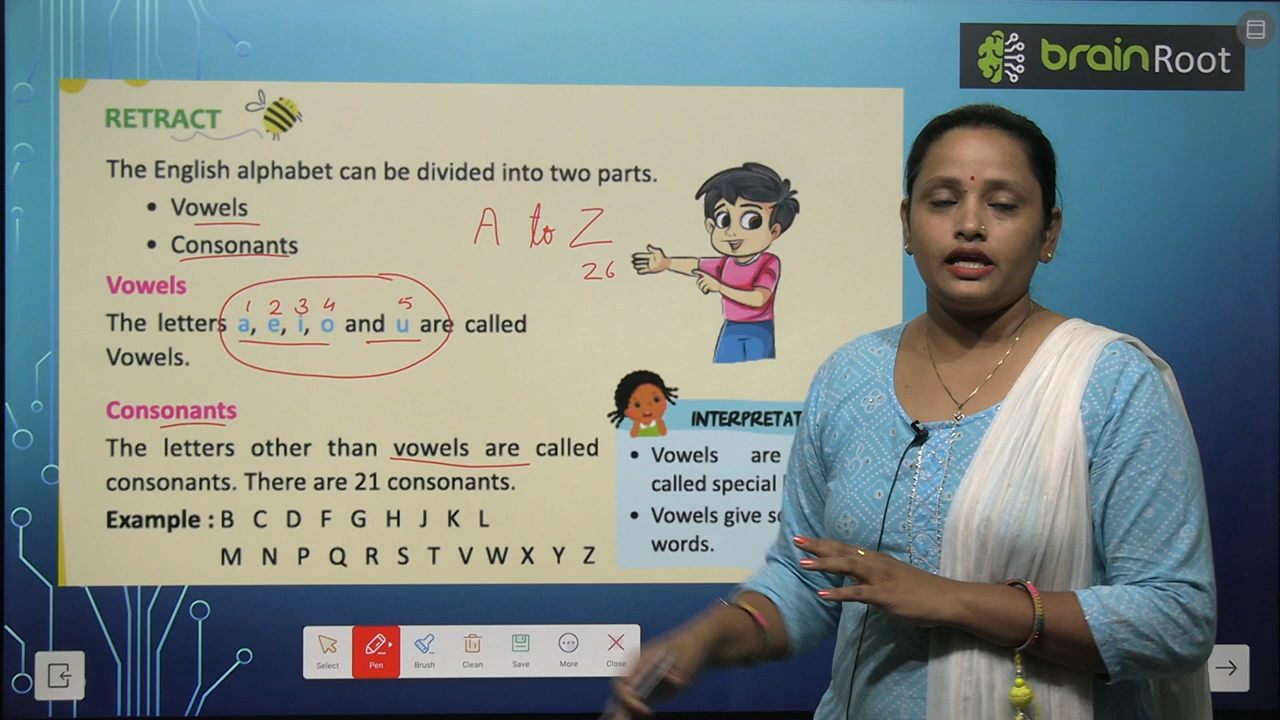 brainRoot
RETRACT
The English alphabet can be divided into two parts.
• Vowels
• Consonants
A to Z
26
Vowels
1 2 3 4 5
The letters a, e, i, o and u are called
Vowels.
Consonants
The letters other than vowels are called
consonants. There are 21 consonants.
Example : B C D F G H J K L
M N P Q R S T V W X Y Z
INTERPRETAT
• Vowels are
called special
• Vowels give
words.
Select Pen Brush Clean Save More Close